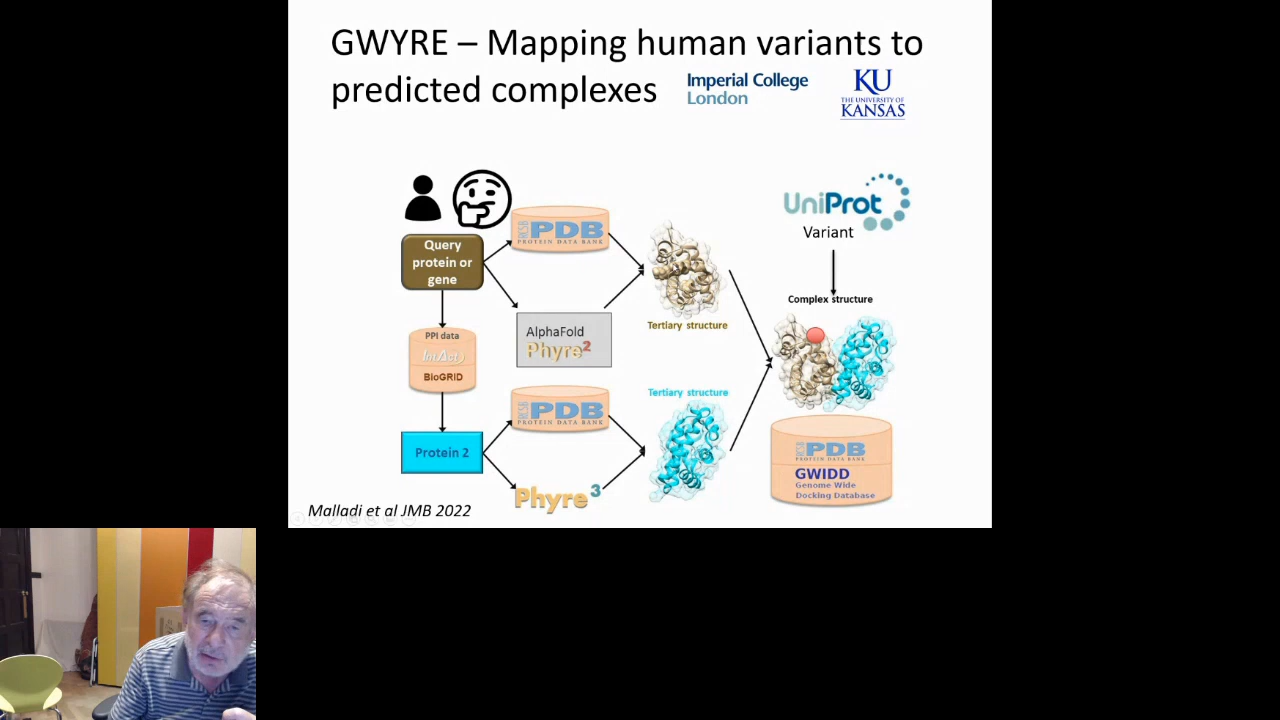 GWYRE – Mapping human variants to
predicted complexes
Imperial College
London
KU
THE UNIVERSITY OF
KANSAS
Query
protein or
gene
PPI data
IntAct
BioGRID
Protein 2
RCSB PDB
PROTEIN DATA BANK
AlphaFold
Phyre2
RCSB PDB
PROTEIN DATA BANK
Phyre3
Tertiary structure
Tertiary structure
UniProt
Variant
Complex structure
RCSB PDB
PROTEIN DATA BANK
GWIDD
Genome Wide
Docking Database
Malladi et al JMB 2022